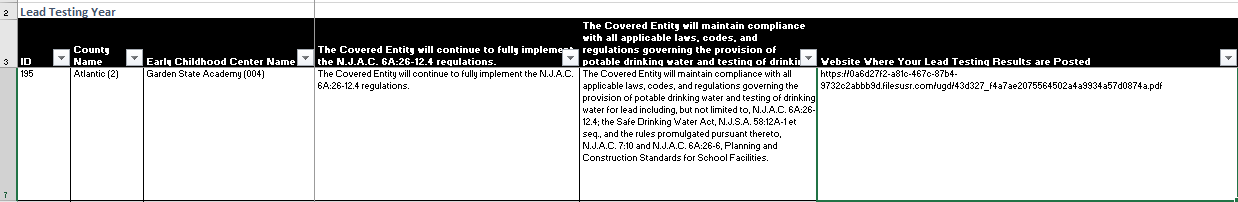 2
Lead Testing Year
3
ID
County
Name
Early Childhood Center Name
The Covered Entity will continue to fully implemen
the N.J.A.C. 6A:26-12.4 regulations.
The Covered Entity will maintain compliance
with all applicable laws, codes, and
regulations governing the provision of
potable drinking water and testing of drinki
Website Where Your Lead Testing Results are Posted
7
195
Atlantic (2)
Garden State Academy (004)
The Covered Entity will continue to fully implement the N.J.A.C.
6A:26-12.4 regulations.
The Covered Entity will maintain compliance with all
applicable laws, codes, and regulations governing the
provision of potable drinking water and testing of drinking
water for lead including, but not limited to, N.J.A.C. 6A:26-
12.4; the Safe Drinking Water Act, N.J.S.A. 58:12A-1 et
seq., and the rules promulgated pursuant thereto,
N.J.A.C. 7:10 and N.J.A.C. 6A:26-6, Planning and
Construction Standards for School Facilities.
https://0a6d27f2-a81c-467c-87b4-
9732c2abbb9d.filesusr.com/ugd/43d327_f4a7ae2075564502a4a9934a57d0874a.pdf